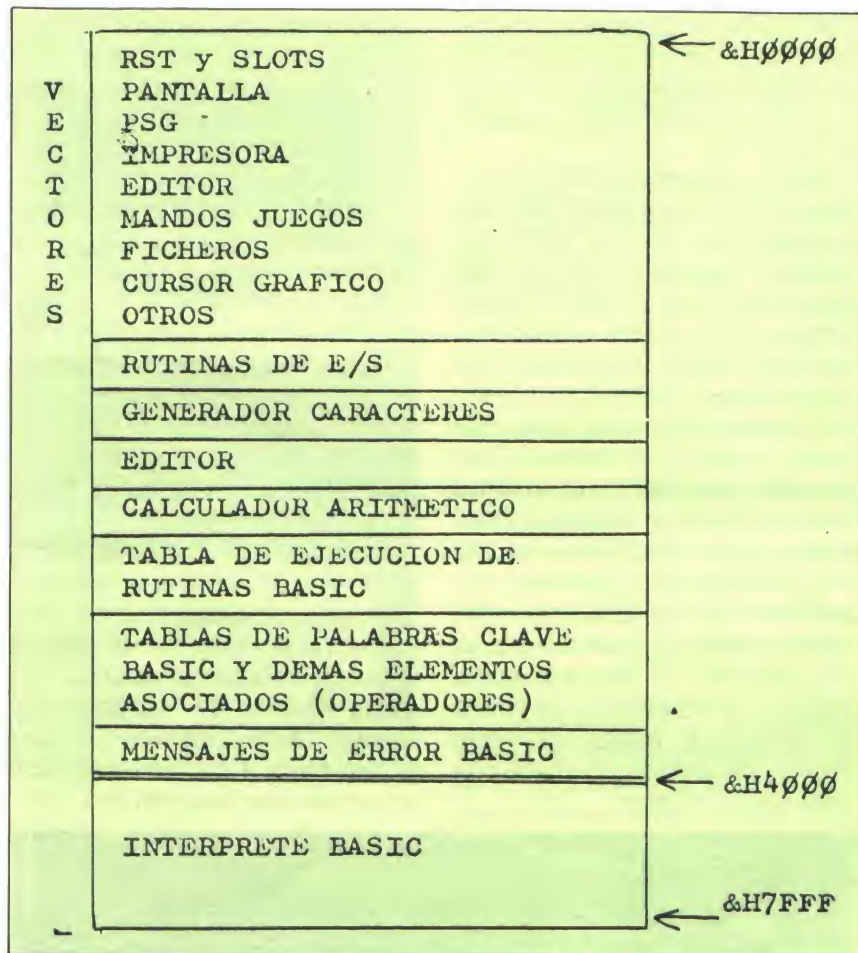 RST y SLOTS
PANTALLA
PSG
IMPRESORA
EDITOR
MANDOS JUEGOS
FICHEROS
CURSOR GRAFICO
OTROS
VECTORES
RUTINAS DE E/S
GENERADOR CARACTERES
EDITOR
CALCULADOR ARITMETICO
TABLA DE EJECUCION DE
RUTINAS BASIC
TABLAS DE PALABRAS CLAVE
BASIC Y DEMAS ELEMENTOS
ASOCIADOS (OPERADORES)
MENSAJES DE ERROR BASIC
INTERPRETE BASIC
&HØØØØ
&H4ØØØ
&H7FFF